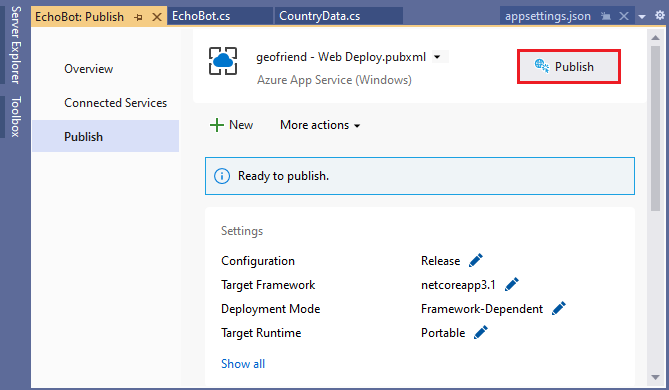 EchoBot: Publish
EchoBot.cs
CountryData.cs
appsettings.json
Server Explorer
Toolbox
Overview
Connected Services
Publish
geofriend - Web Deploy.pubxml
Azure App Service (Windows)
Publish
New
More actions
Ready to publish.
Settings
Configuration Release
Target Framework netcoreapp3.1
Deployment Mode Framework-Dependent
Target Runtime Portable
Show all